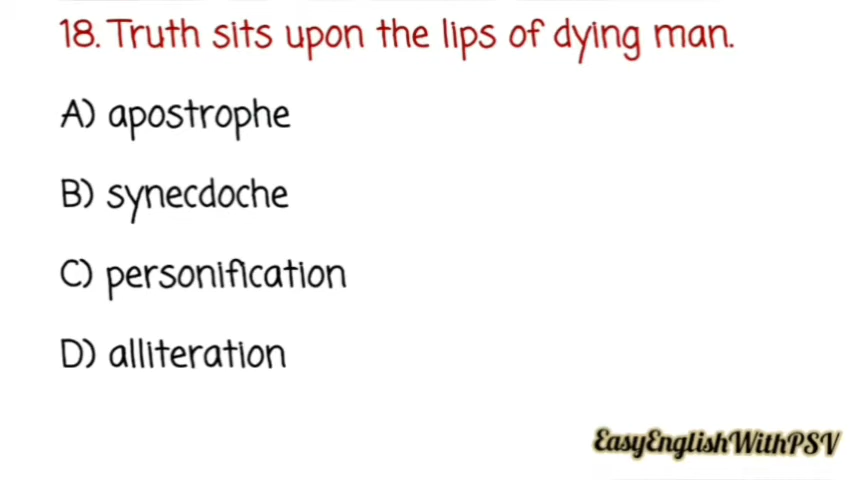 18. Truth sits upon the lips of dying man.
A) apostrophe
B) synecdoche
C) personification
D) alliteration
EasyEnglishWithPSV